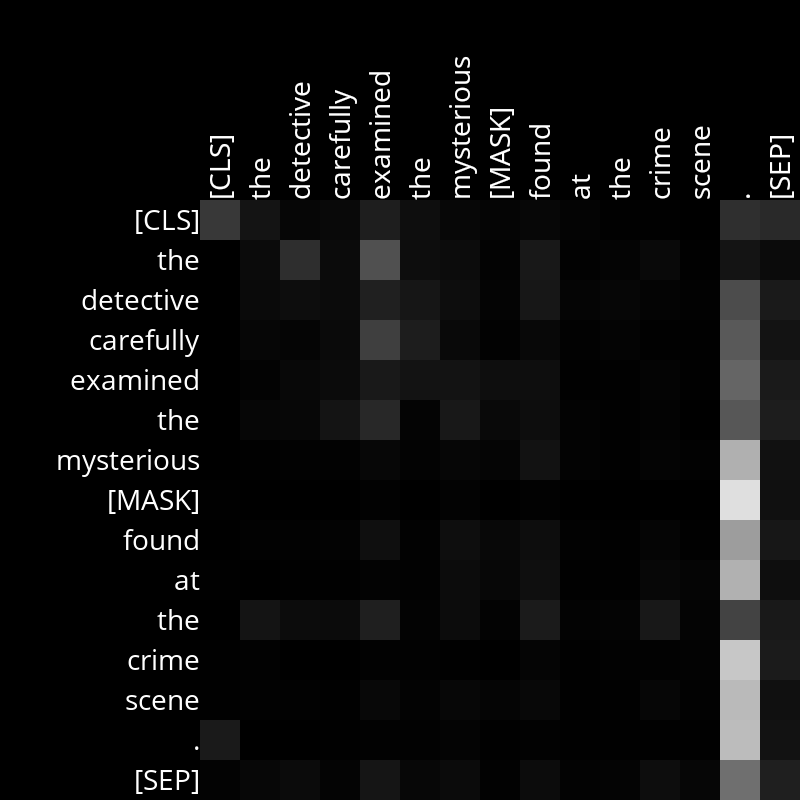 [CLS] the detective carefully examined the mysterious [MASK] found at the crime scene . [SEP]
[CLS]
the
detective
carefully
examined
the
mysterious
[MASK]
found
at
the
crime
scene
.
[SEP]